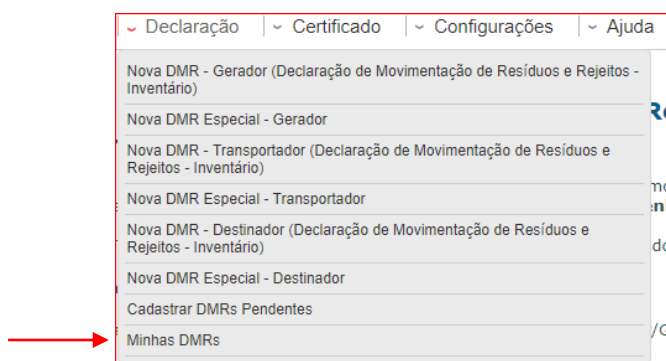 Declaração Certificado Configurações Ajuda
Nova DMR - Gerador (Declaração de Movimentação de Resíduos e Rejeitos -
Inventário)
Nova DMR Especial - Gerador
Nova DMR - Transportador (Declaração de Movimentação de Resíduos e
Rejeitos - Inventário)
Nova DMR Especial - Transportador
Nova DMR - Destinador (Declaração de Movimentação de Resíduos e
Rejeitos - Inventário)
Nova DMR Especial - Destinador
Cadastrar DMRs Pendentes
Minhas DMRs